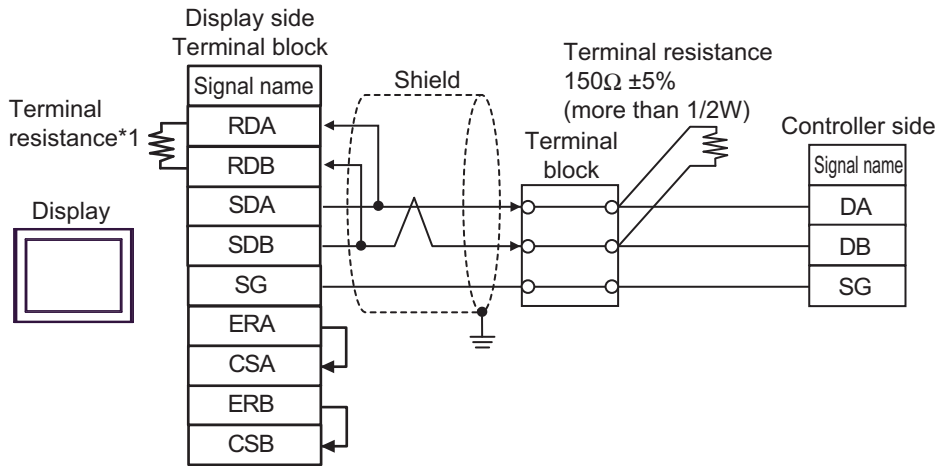 Display side
Terminal block
Signal name
RDA
RDB
SDA
SDB
SG
ERA
CSA
ERB
CSB
Terminal
resistance*1
Display
Shield
Terminal resistance
150Ω ±5%
(more than 1/2W)
Terminal
block
Controller side
Signal name
DA
DB
SG